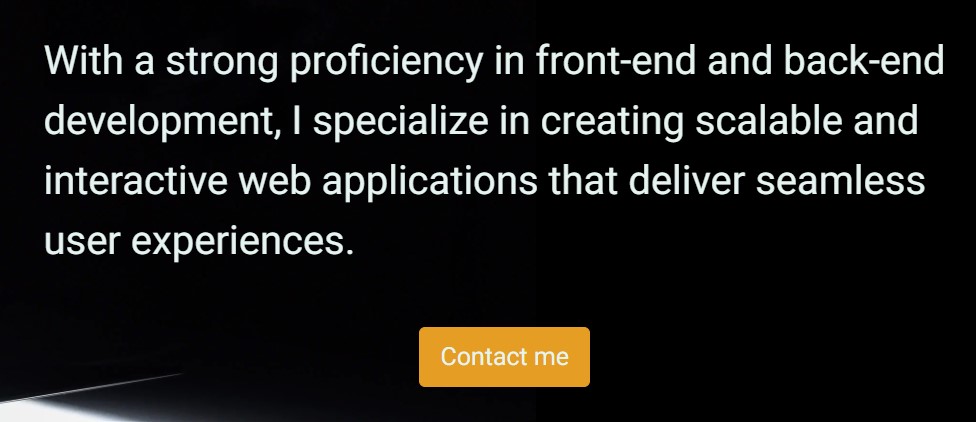 With a strong proficiency in front-end and back-end
development, I specialize in creating scalable and
interactive web applications that deliver seamless
user experiences.
Contact me